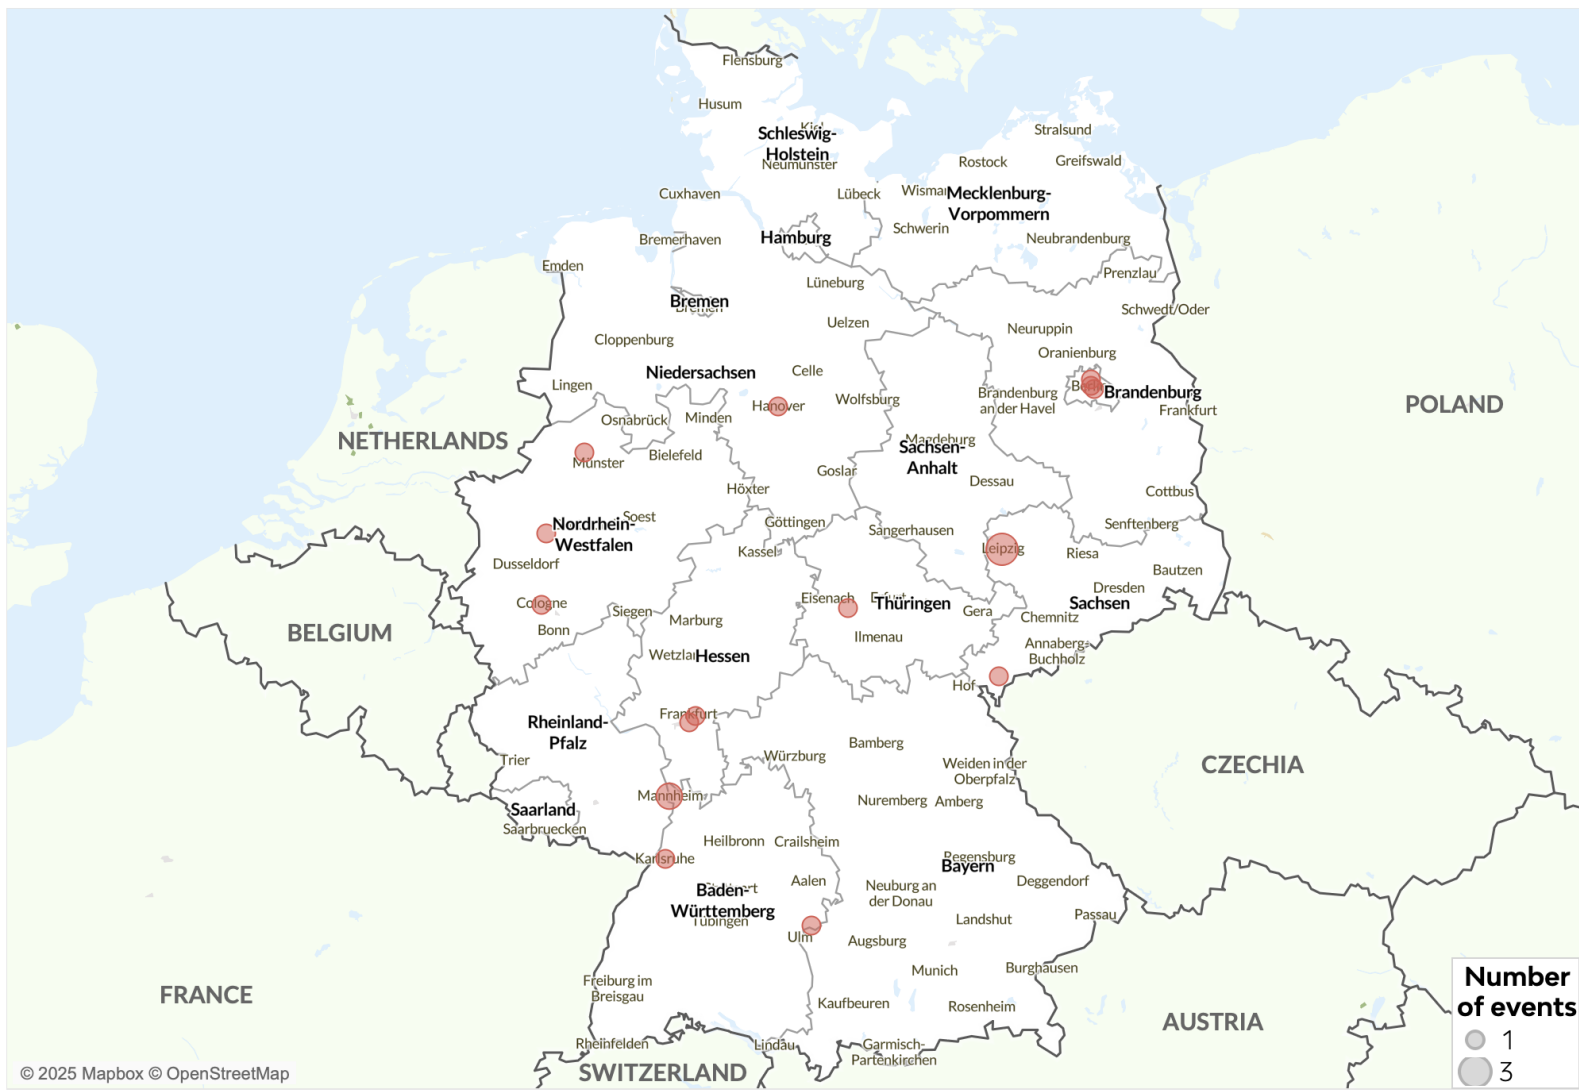 Flensburg
Husum
Schleswig-
Holstein
Neumünster
Stralsund
Rostock
Greifswald
Cuxhaven
Lübeck
Wismar
Mecklenburg-
Vorpommern
Schwerin
Hamburg
Bremerhaven
Neubrandenburg
Emden
Prenzlau
Lüneburg
Bremen
Bremen
Schwedt/Oder
Uelzen
Neuruppin
Cloppenburg
Oranienburg
Niedersachsen
Celle
Lingen
Berlin
Brandenburg
Brandenburg
an der Havel
Wolfsburg
Hanover
Frankfurt
POLAND
Osnabrück
Minden
NETHERLANDS
Magdeburg
Sachsen-
Anhalt
Münster
Bielefeld
Goslar
Dessau
Höxter
Cottbus
Soest
Nordrhein-
Westfalen
Göttingen
Sangerhausen
Senftenberg
Kassel
Leipzig
Riesa
Dusseldorf
Bautzen
Dresden
Eisenach
Thüringen
Sachsen
Cologne
Siegen
Gera
Chemnitz
Marburg
BELGIUM
Bonn
Ilmenau
Annaberg-
Buchholz
Wetzlar
Hessen
Hof
Frankfurt
Rheinland-
Pfalz
Bamberg
Würzburg
Trier
Weiden in der
Oberpfalz
CZECHIA
Mannheim
Nuremberg
Amberg
Saarland
Saarbruecken
Heilbronn
Crailsheim
Karlsruhe
Regensburg
Bayern
Aalen
Neuburg an
der Donau
Deggendorf
Baden-
Württemberg
Tübingen
Landshut
Passau
Ulm
Augsburg
Munich
Burghausen
Freiburg im
Breisgau
FRANCE
Kaufbeuren
Rosenheim
AUSTRIA
Rheinfelden
Lindau
Garmisch-
Partenkirchen
SWITZERLAND
Number
of events
1
3
© 2025 Mapbox © OpenStreetMap